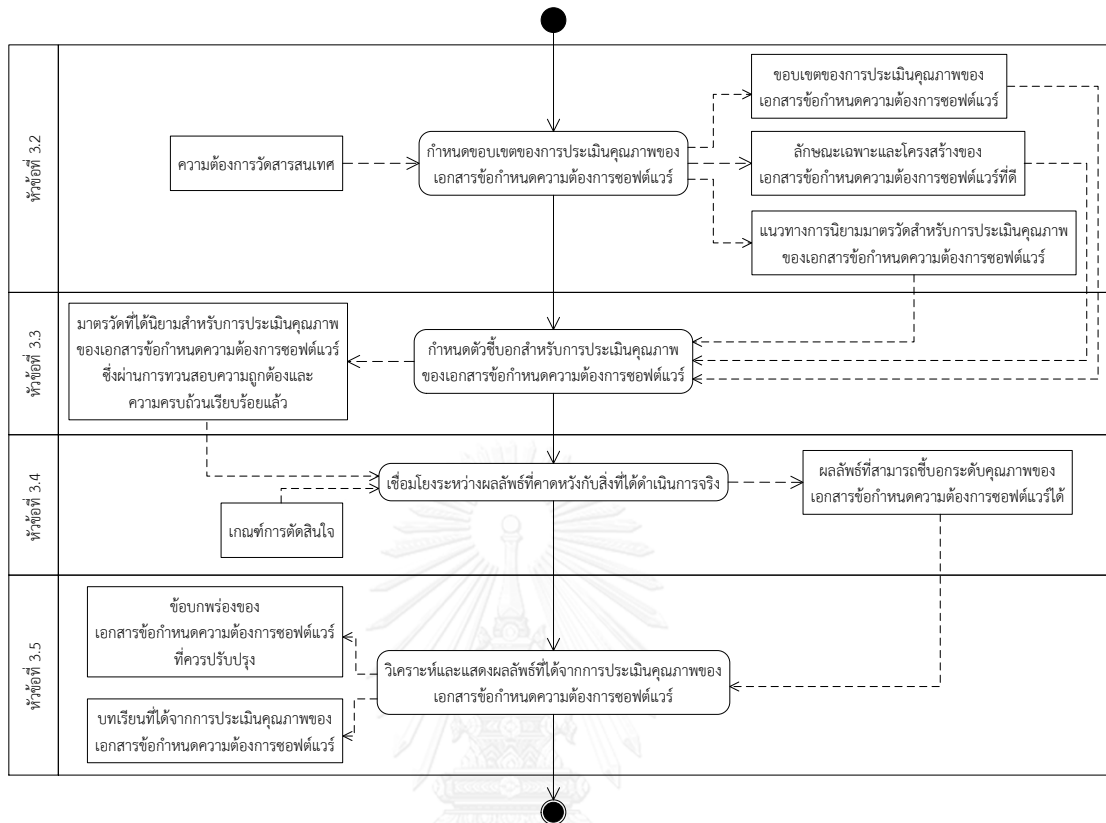 หัวข้อที่ 3.2
ความต้องการวัดสารสนเทศ
กำหนดขอบเขตของการประเมินคุณภาพของ
เอกสารข้อกำหนดความต้องการซอฟต์แวร์
ขอบเขตของการประเมินคุณภาพของ
เอกสารข้อกำหนดความต้องการซอฟต์แวร์
ลักษณะเฉพาะและโครงสร้างของ
เอกสารข้อกำหนดความต้องการซอฟต์แวร์ที่ดี
แนวทางการนิยามมาตรวัดสำหรับการประเมินคุณภาพ
ของเอกสารข้อกำหนดความต้องการซอฟต์แวร์
หัวข้อที่ 3.3
มาตรวัดที่ได้นิยามสำหรับการประเมินคุณภาพ
ของเอกสารข้อกำหนดความต้องการซอฟต์แวร์
ซึ่งผ่านการทวนสอบความถูกต้องและ
ความครบถ้วนเรียบร้อยแล้ว
กำหนดตัวชี้บอกสำหรับการประเมินคุณภาพ
ของเอกสารข้อกำหนดความต้องการซอฟต์แวร์
หัวข้อที่ 3.4
เชื่อมโยงระหว่างผลลัพธ์ที่คาดหวังกับสิ่งที่ได้ดำเนินการจริง
เกณฑ์การตัดสินใจ
ผลลัพธ์ที่สามารถชี้บอกระดับคุณภาพของ
เอกสารข้อกำหนดความต้องการซอฟต์แวร์ได้
หัวข้อที่ 3.5
ข้อบกพร่องของ
เอกสารข้อกำหนดความต้องการซอฟต์แวร์
ที่ควรปรับปรุง
วิเคราะห์และแสดงผลลัพธ์ที่ได้จากการประเมินคุณภาพของ
เอกสารข้อกำหนดความต้องการซอฟต์แวร์
บทเรียนที่ได้จากการประเมินคุณภาพของ
เอกสารข้อกำหนดความต้องการซอฟต์แวร์